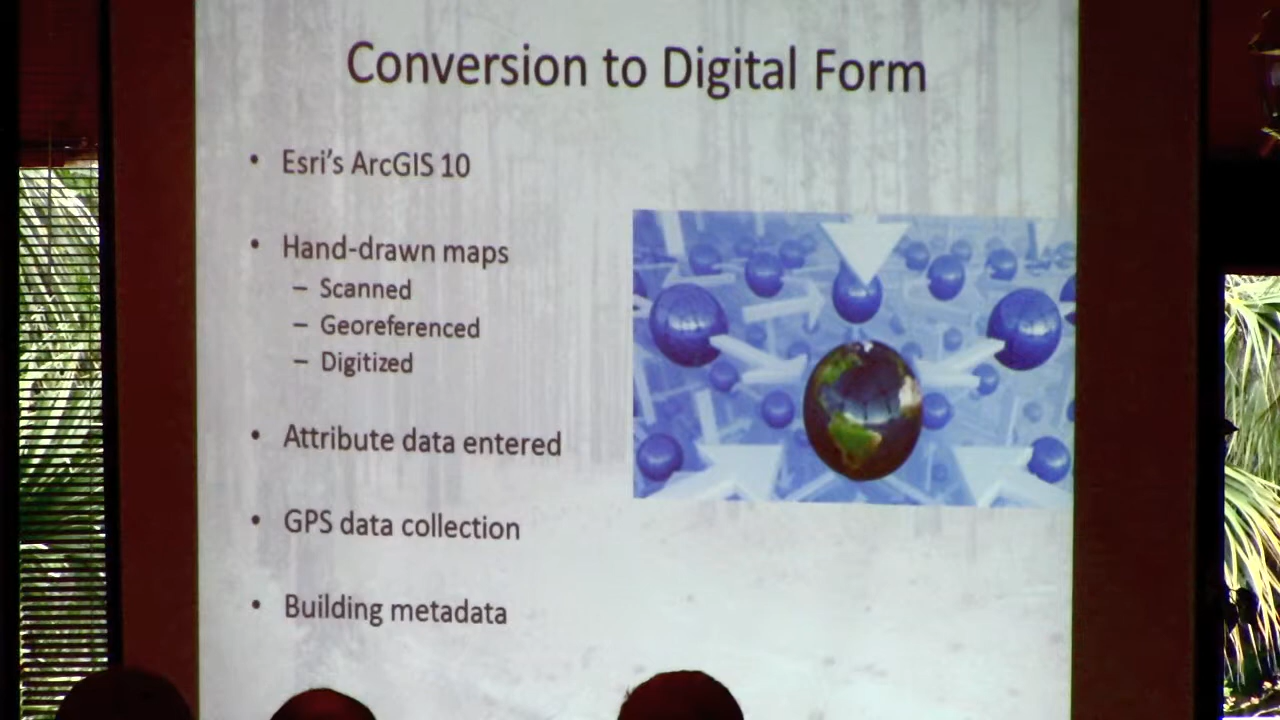 Conversion to Digital Form
• Esri's ArcGIS 10
• Hand-drawn maps
– Scanned
– Georeferenced
– Digitized
• Attribute data entered
• GPS data collection
• Building metadata